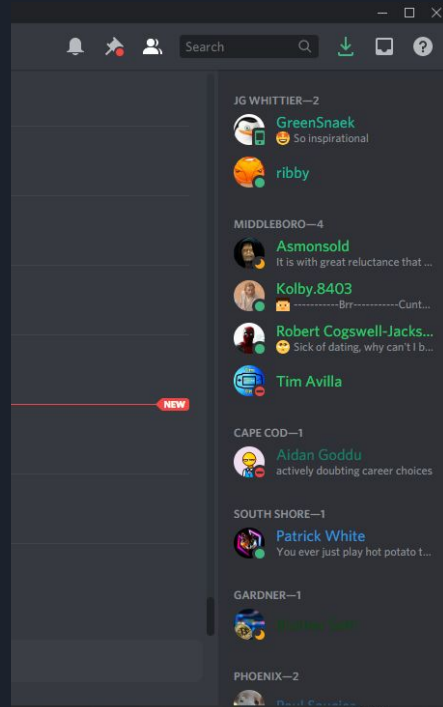 Search
JG WHITTIER—2
GreenSnaek
So inspirational
ribby
MIDDLEBORO—4
Asmonsold
It is with great reluctance that ...
Kolby.8403
-----------Brr-----------Cunt...
Robert Cogswell-Jacks...
Sick of dating, why can't I b...
Tim Avilla
NEW
CAPE COD—1
Aidan Goddu
actively doubting career choices
SOUTH SHORE—1
Patrick White
You ever just play hot potato t...
GARDNER—1
PHOENIX—2
Paul